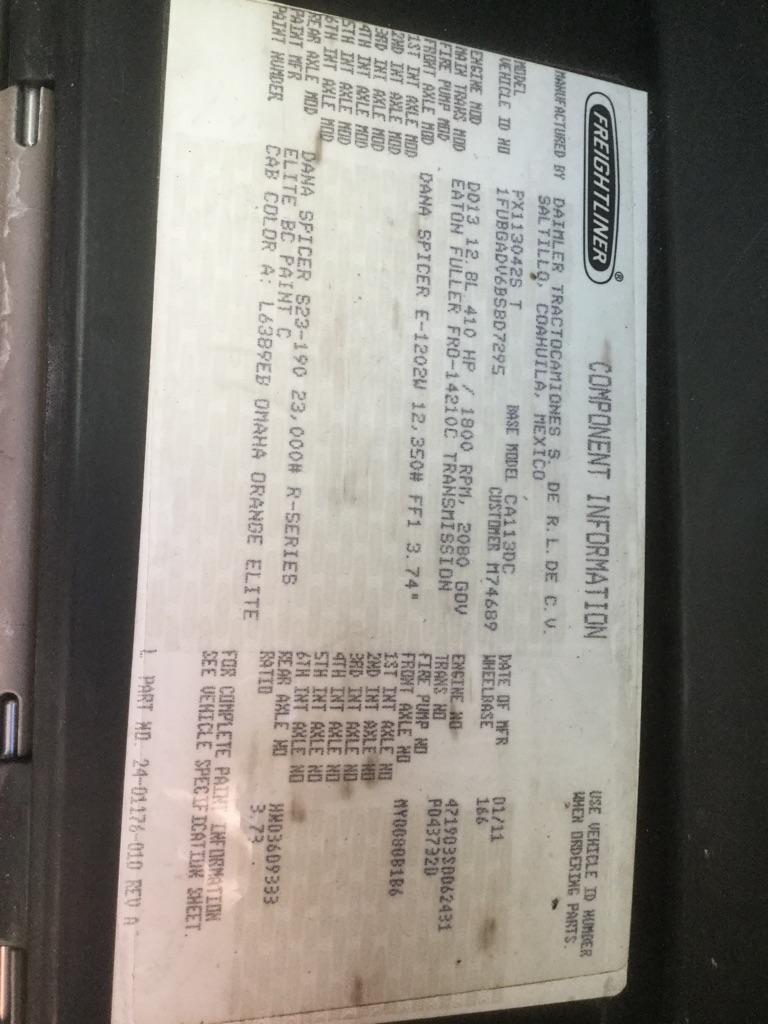 FREIGHTLINER®
COMPONENT INFORMATION
USE VEHICLE ID NUMBER
WHEN ORDERING PARTS.
MANUFACTURED BY DAIMLER TRACTOCAMIONES S. DE R.L. DE C.V.
SALTILLO, COAHUILA, MEXICO
MODEL PX113042S T BASE MODEL CA113DC DATE OF MFR 01/11
VEHICLE ID NO 1FUBGADV6BSBD7295 CUSTOMER M74689 WHEELBASE 166
ENGINE MOD DD13 12.8L 410 HP / 1800 RPM, 2080 GOV ENGINE NO 471903S0062431
MAIN TRANS MOD EATON FULLER FRO-14210C TRANSMISSION TRANS NO P0437320
FIRE PUMP MOD FIRE PUMP NO
FRONT AXLE MOD DANA SPICER E-1202W 12,350# FF1 3.74" FRONT AXLE NO NY0080B1B6
1ST INT AXLE MOD 1ST INT AXLE NO
2ND INT AXLE MOD 2ND INT AXLE NO
3RD INT AXLE MOD 3RD INT AXLE NO
4TH INT AXLE MOD 4TH INT AXLE NO
5TH INT AXLE MOD 5TH INT AXLE NO
6TH INT AXLE MOD 6TH INT AXLE NO
REAR AXLE MOD DANA SPICER S23-190 23,000# R-SERIES REAR AXLE NO HW03609333
PAINT MFR ELITE BC PAINT C RATIO 3.73
PAINT NUMBER CAB COLOR A: L6389EB OMAHA ORANGE ELITE
FOR COMPLETE PAINT INFORMATION
SEE VEHICLE SPECIFICATION SHEET.
PART NO. 24-01176-010 REV A